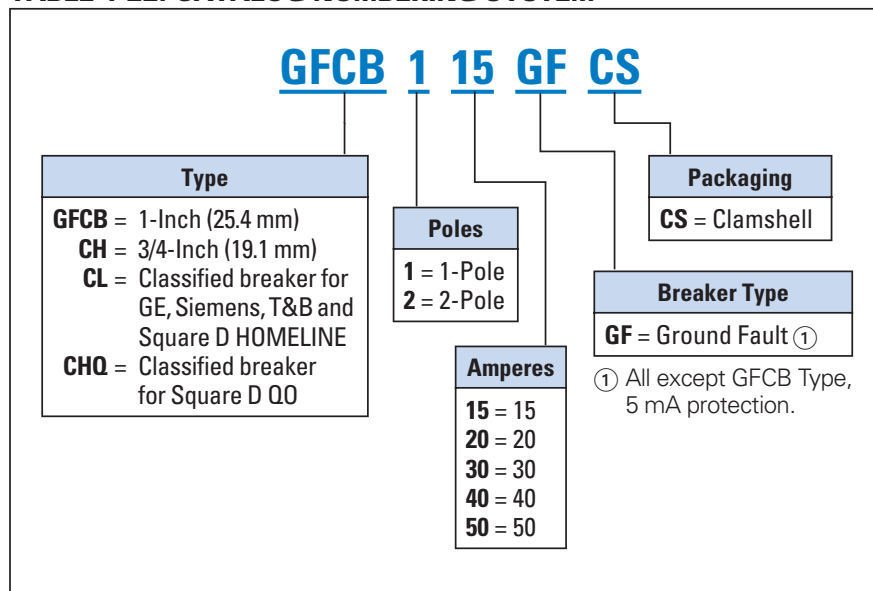 GFCB 1 15 GF CS
Type
GFCB = 1-Inch (25.4 mm)
CH = 3/4-Inch (19.1 mm)
CL = Classified breaker for
GE, Siemens, T&B and
Square D HOMELINE
CHQ = Classified breaker
for Square D QO
Poles
1 = 1-Pole
2 = 2-Pole
Amperes
15 = 15
20 = 20
30 = 30
40 = 40
50 = 50
Packaging
CS = Clamshell
Breaker Type
GF = Ground Fault ①
① All except GFCB Type,
5 mA protection.